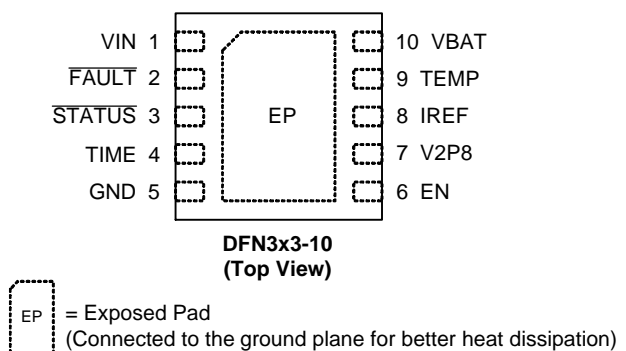 VIN 1
FAULT 2
STATUS 3
TIME 4
GND 5
EP
10 VBAT
9 TEMP
8 IREF
7 V2P8
6 EN
DFN3x3-10
(Top View)
EP = Exposed Pad
(Connected to the ground plane for better heat dissipation)